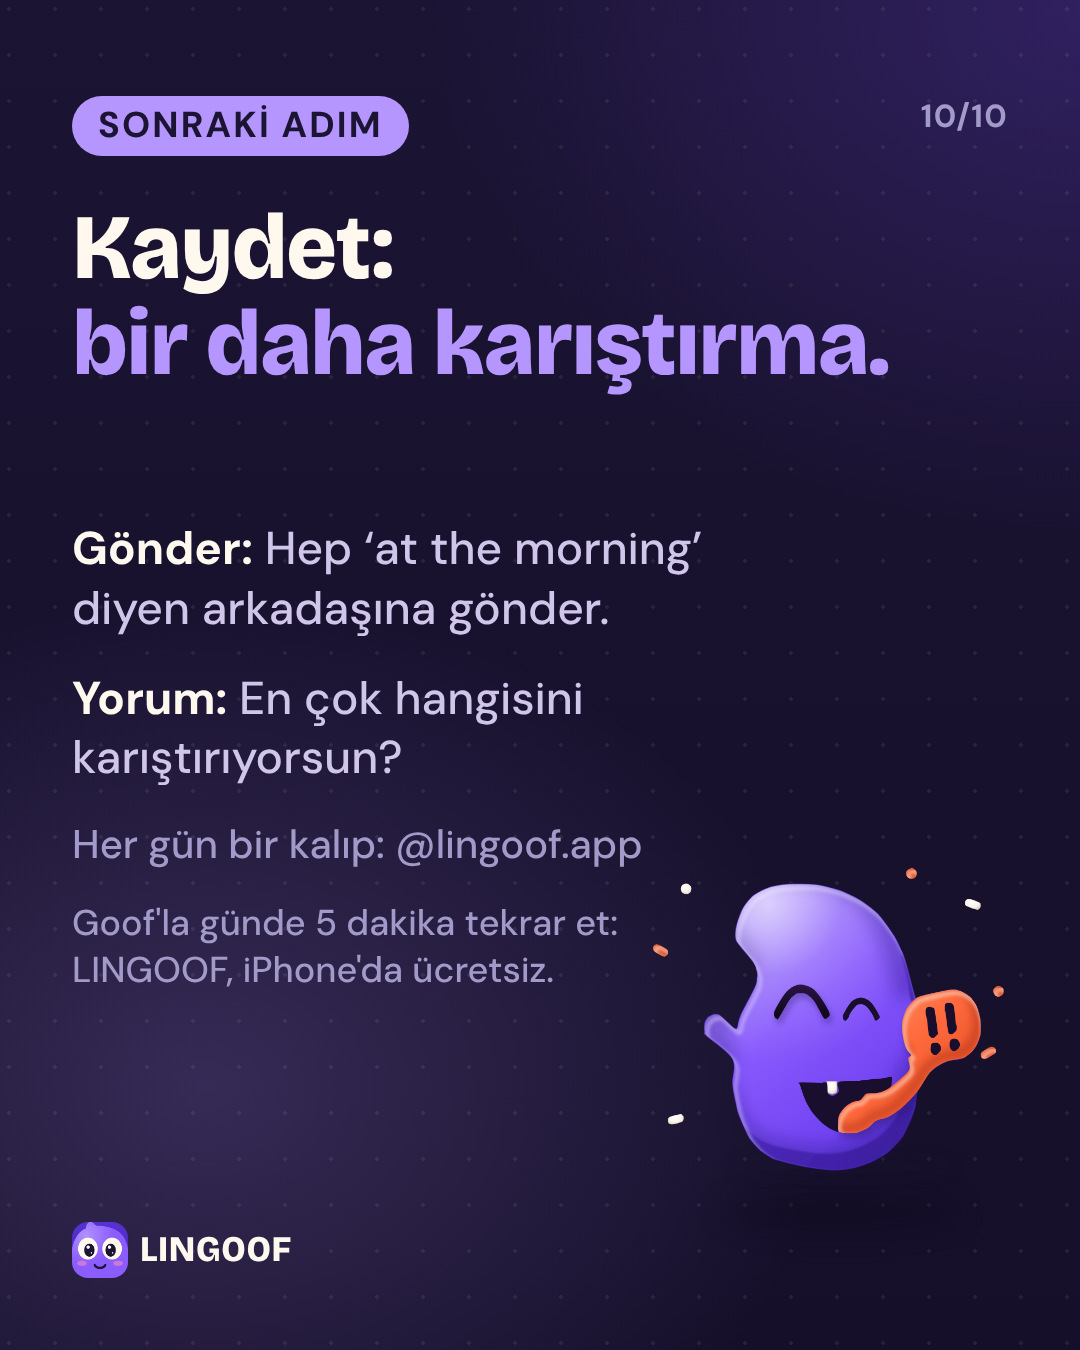 SONRAKİ ADIM
10/10
Kaydet:
bir daha karıştırma.
Gönder: Hep ‘at the morning’
diyen arkadaşına gönder.
Yorum: En çok hangisini
karıştırıyorsun?
Her gün bir kalıp: @lingoof.app
Goof'la günde 5 dakika tekrar et:
LINGOOF, iPhone'da ücretsiz.
!!
LINGOOF